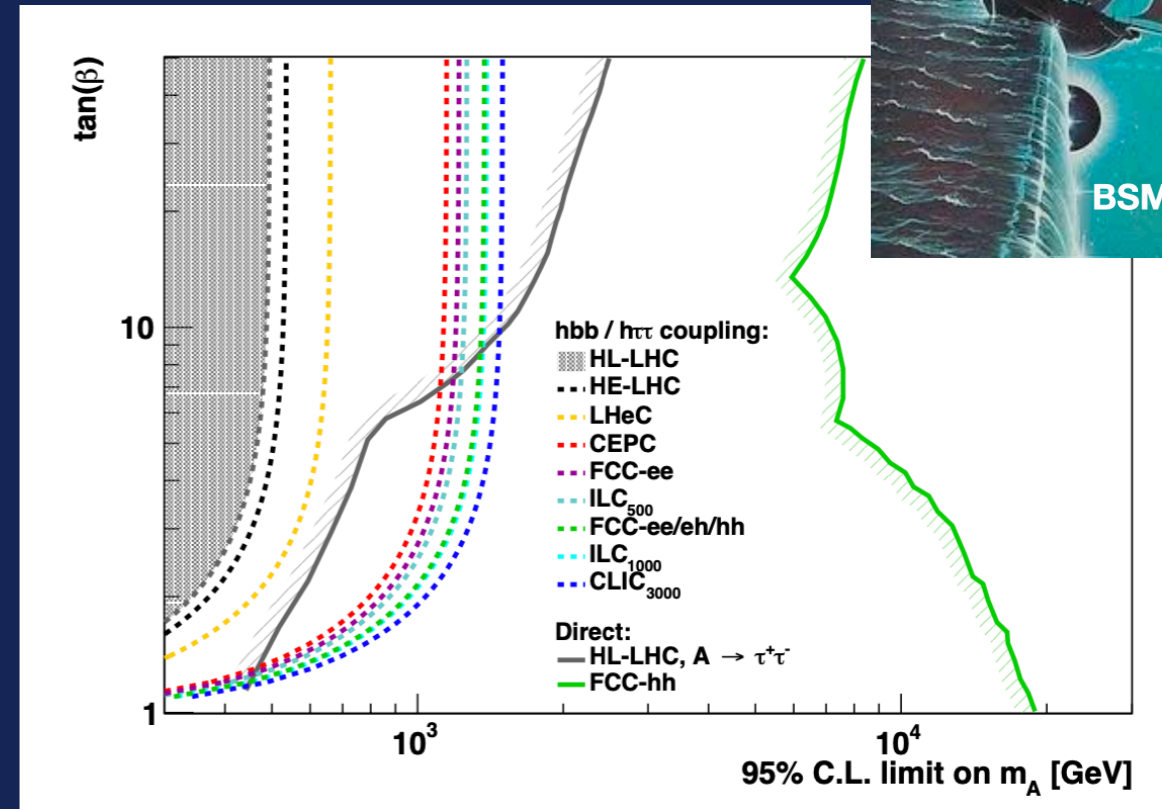 tan(β)
10
1
BSM
hbb / hττ coupling:
HL-LHC
HE-LHC
LHeC
CEPC
FCC-ee
ILC500
FCC-ee/eh/hh
ILC1000
CLIC3000
Direct:
HL-LHC, A → τ+τ-
FCC-hh
10³
10⁴
95% C.L. limit on mA [GeV]